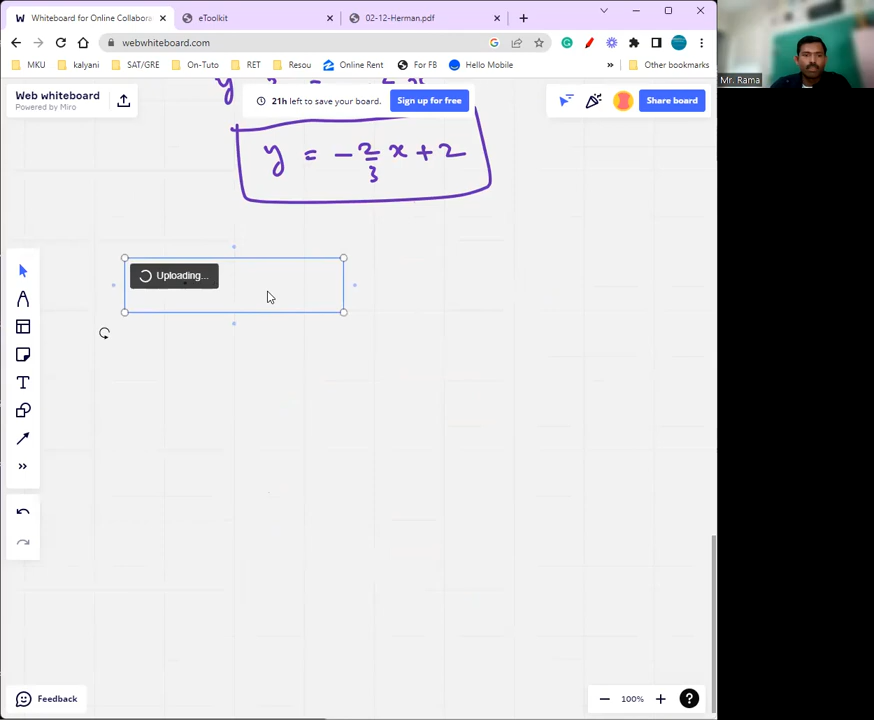 Whiteboard for Online Collabora
eToolkit
02-12-Herman.pdf
webwhiteboard.com
MKU
kalyani
SAT/GRE
On-Tuto
RET
Resou
Online Rent
For FB
Hello Mobile
»
Other bookmarks
Mr. Rama
Web whiteboard
Powered by Miro
21h left to save your board.
Sign up for free
Share board
y = -2/3 x + 2
Uploading...
T
Feedback
100%